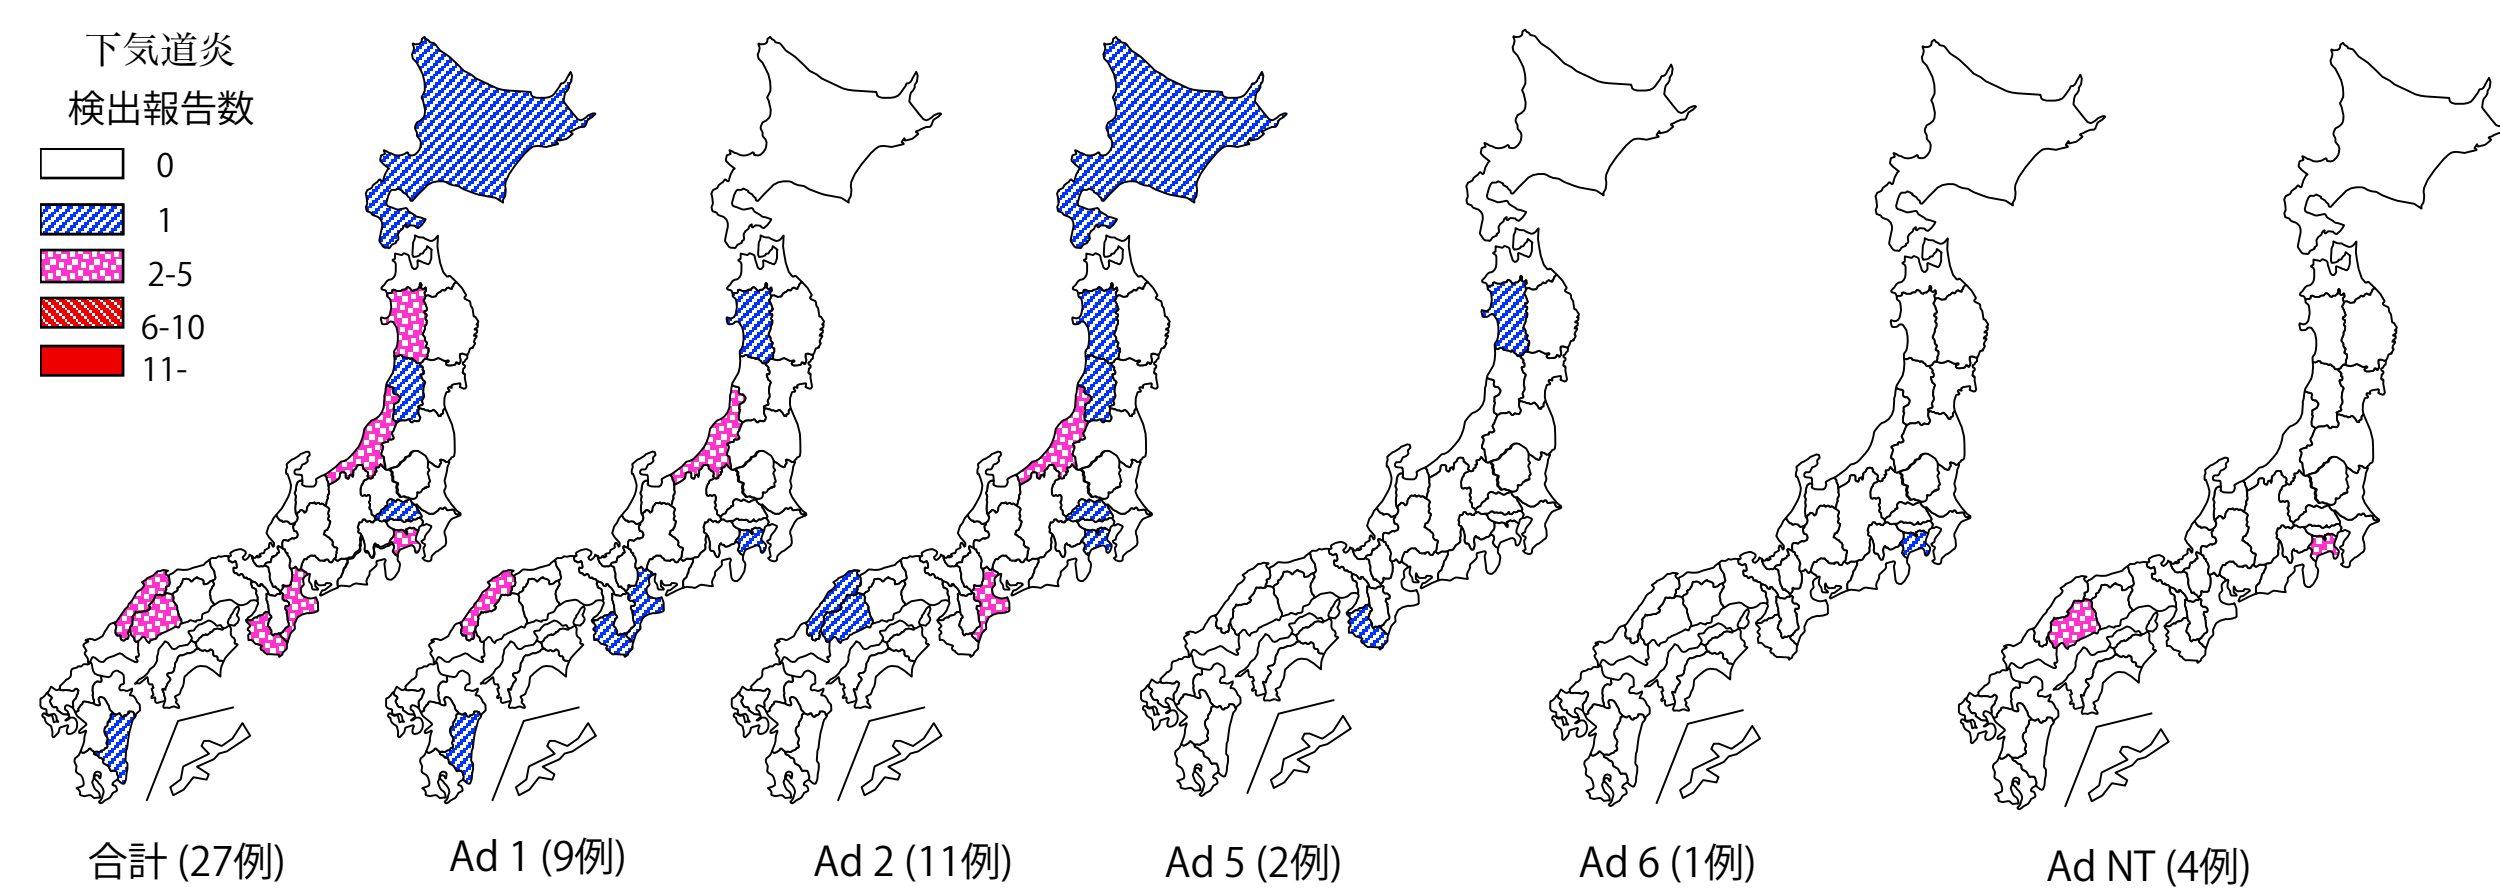 下気道炎
検出報告数
0
1
2-5
6-10
11-
合計 (27例)
Ad 1 (9例)
Ad 2 (11例)
Ad 5 (2例)
Ad 6 (1例)
Ad NT (4例)